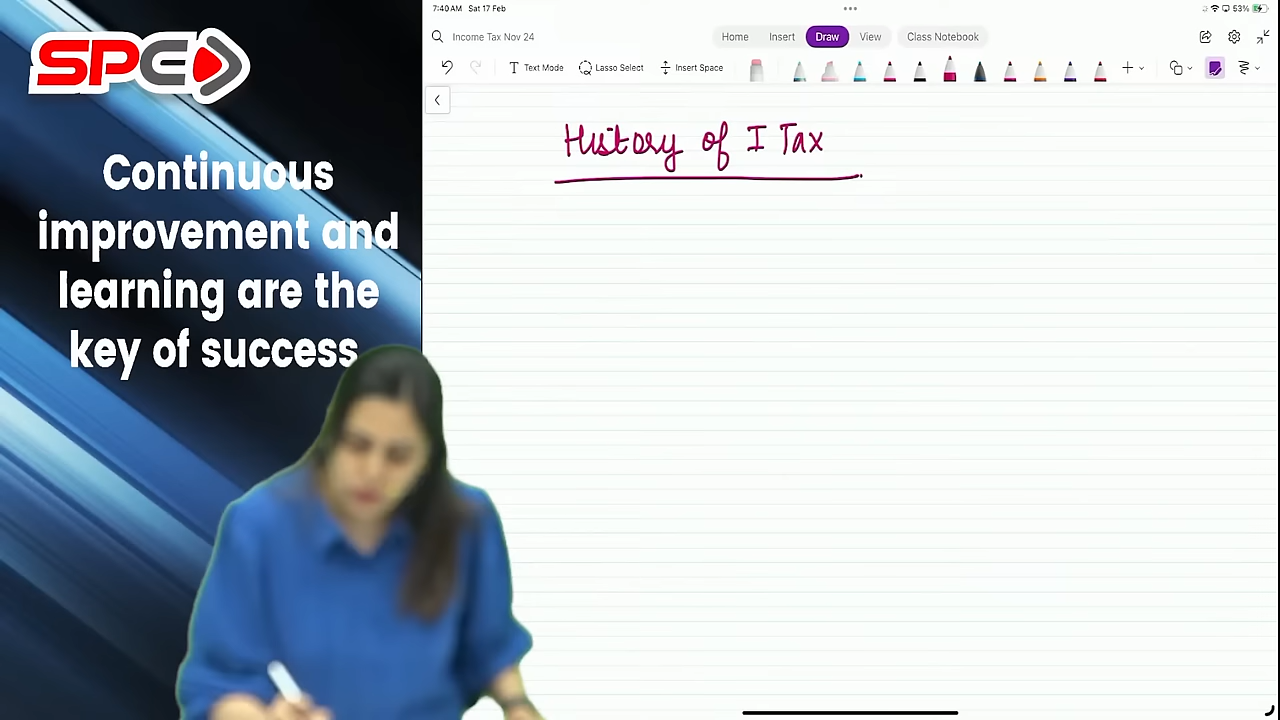 7:40 AM Sat 17 Feb
53%
SPE
Continuous
improvement and
learning are the
key of success
Income Tax Nov 24
Home Insert Draw View Class Notebook
Text Mode Lasso Select Insert Space
History of I Tax